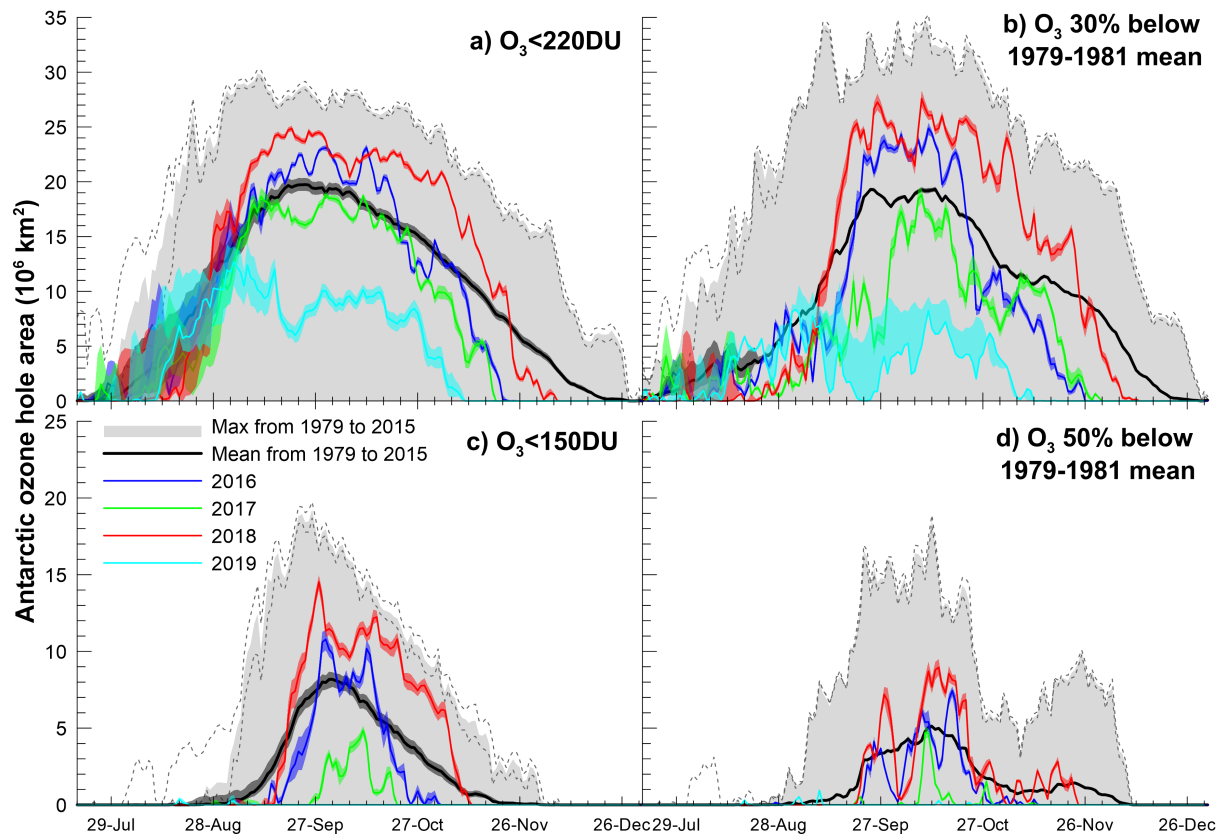 35
30
25
20
15
10
5
0
a) O₃<220DU
b) O₃ 30% below
1979-1981 mean
Antarctic ozone hole area (10⁶ km²)
25
20
15
10
5
0
Max from 1979 to 2015
Mean from 1979 to 2015
2016
2017
2018
2019
c) O₃<150DU
d) O₃ 50% below
1979-1981 mean
29-Jul 28-Aug 27-Sep 27-Oct 26-Nov 26-Dec 29-Jul 28-Aug 27-Sep 27-Oct 26-Nov 26-Dec